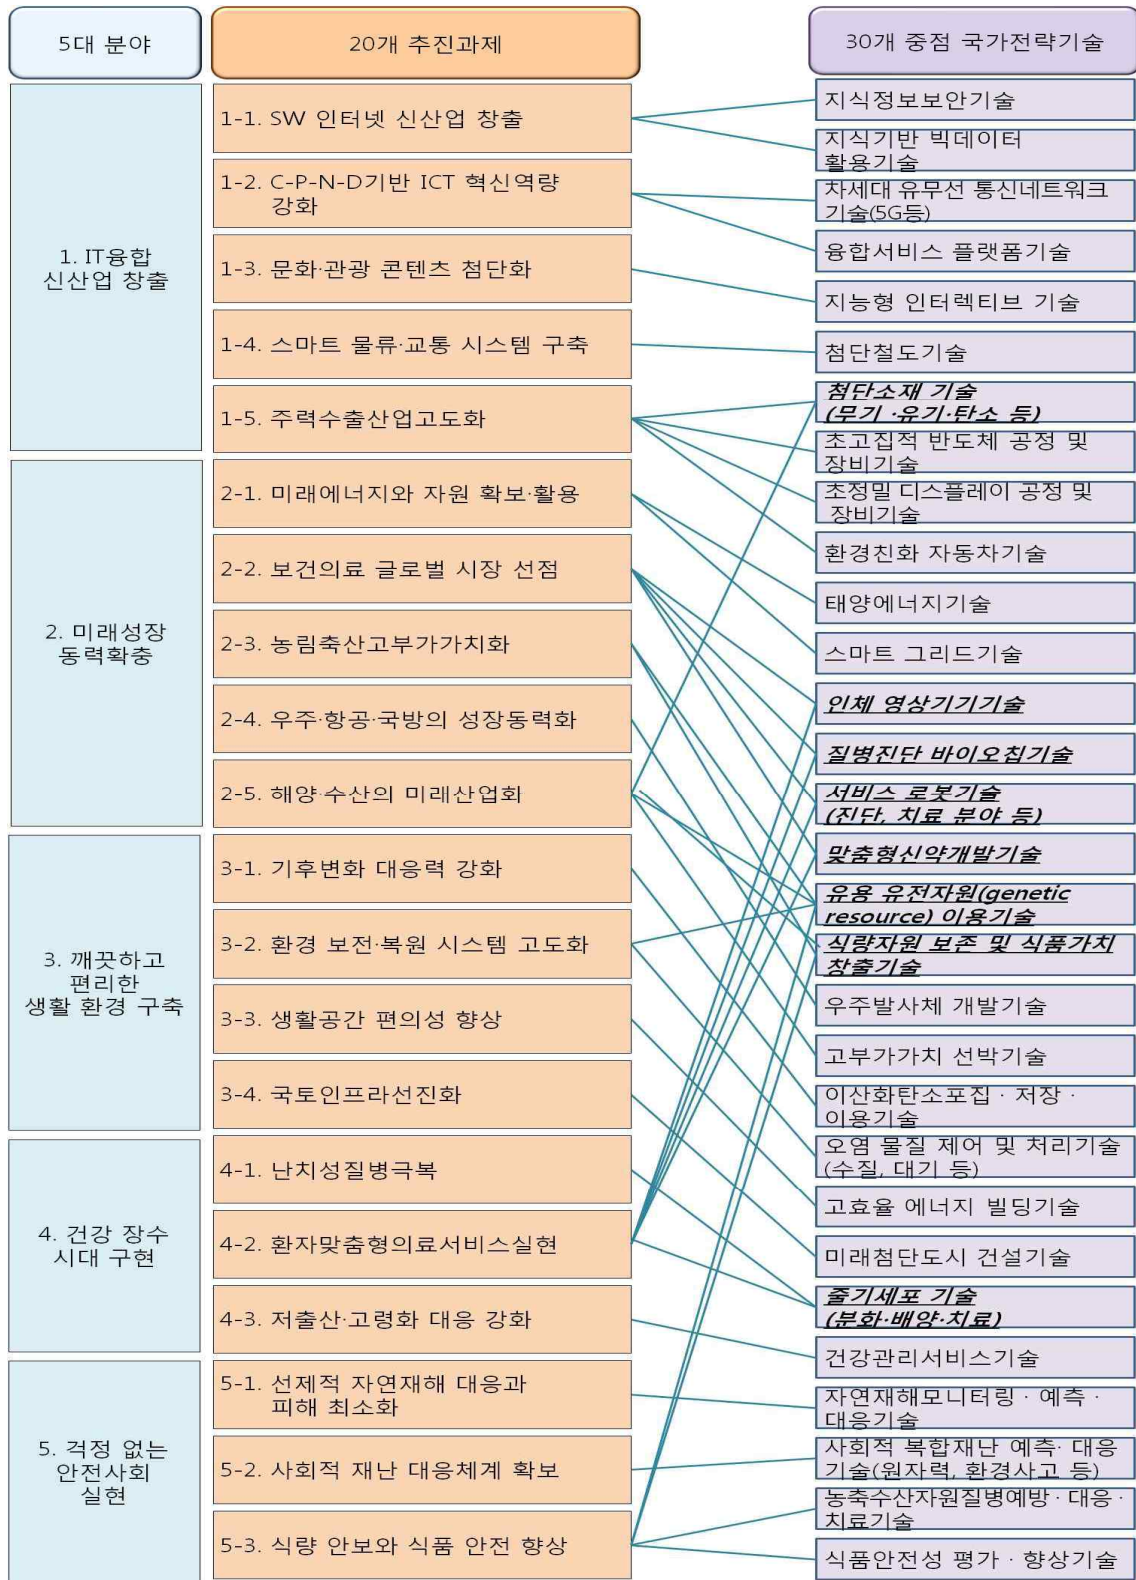 5대 분야
20개 추진과제
30개 중점 국가전략기술
1. IT융합
신산업 창출
2. 미래성장
동력확충
3. 깨끗하고
편리한
생활 환경 구축
4. 건강 장수
시대 구현
5. 걱정 없는
안전사회
실현
1-1. SW 인터넷 신산업 창출
1-2. C-P-N-D기반 ICT 혁신역량
강화
1-3. 문화·관광 콘텐츠 첨단화
1-4. 스마트 물류·교통 시스템 구축
1-5. 주력수출산업고도화
2-1. 미래에너지와 자원 확보·활용
2-2. 보건의료 글로벌 시장 선점
2-3. 농림축산고부가가치화
2-4. 우주·항공·국방의 성장동력화
2-5. 해양·수산의 미래산업화
3-1. 기후변화 대응력 강화
3-2. 환경 보전·복원 시스템 고도화
3-3. 생활공간 편의성 향상
3-4. 국토인프라선진화
4-1. 난치성질병극복
4-2. 환자맞춤형의료서비스실현
4-3. 저출산·고령화 대응 강화
5-1. 선제적 자연재해 대응과
피해 최소화
5-2. 사회적 재난 대응체계 확보
5-3. 식량 안보와 식품 안전 향상
지식정보보안기술
지식기반 빅데이터
활용기술
차세대 유무선 통신네트워크
기술(5G등)
융합서비스 플랫폼기술
지능형 인터렉티브 기술
첨단철도기술
첨단소재 기술
(무기 ·유기·탄소 등)
초고집적 반도체 공정 및
장비기술
초정밀 디스플레이 공정 및
장비기술
환경친화 자동차기술
태양에너지기술
스마트 그리드기술
인체 영상기기기술
질병진단 바이오칩기술
서비스 로봇기술
(진단, 치료 분야 등)
맞춤형신약개발기술
유용 유전자원(genetic
resource) 이용기술
식량자원 보존 및 식품가치
창출기술
우주발사체 개발기술
고부가가치 선박기술
이산화탄소포집 · 저장 ·
이용기술
오염 물질 제어 및 처리기술
(수질, 대기 등)
고효율 에너지 빌딩기술
미래첨단도시 건설기술
줄기세포 기술
(분화·배양·치료)
건강관리서비스기술
자연재해모니터링 · 예측 ·
대응기술
사회적 복합재난 예측· 대응
기술(원자력, 환경사고 등)
농축수산자원질병예방 · 대응 ·
치료기술
식품안전성 평가 · 향상기술